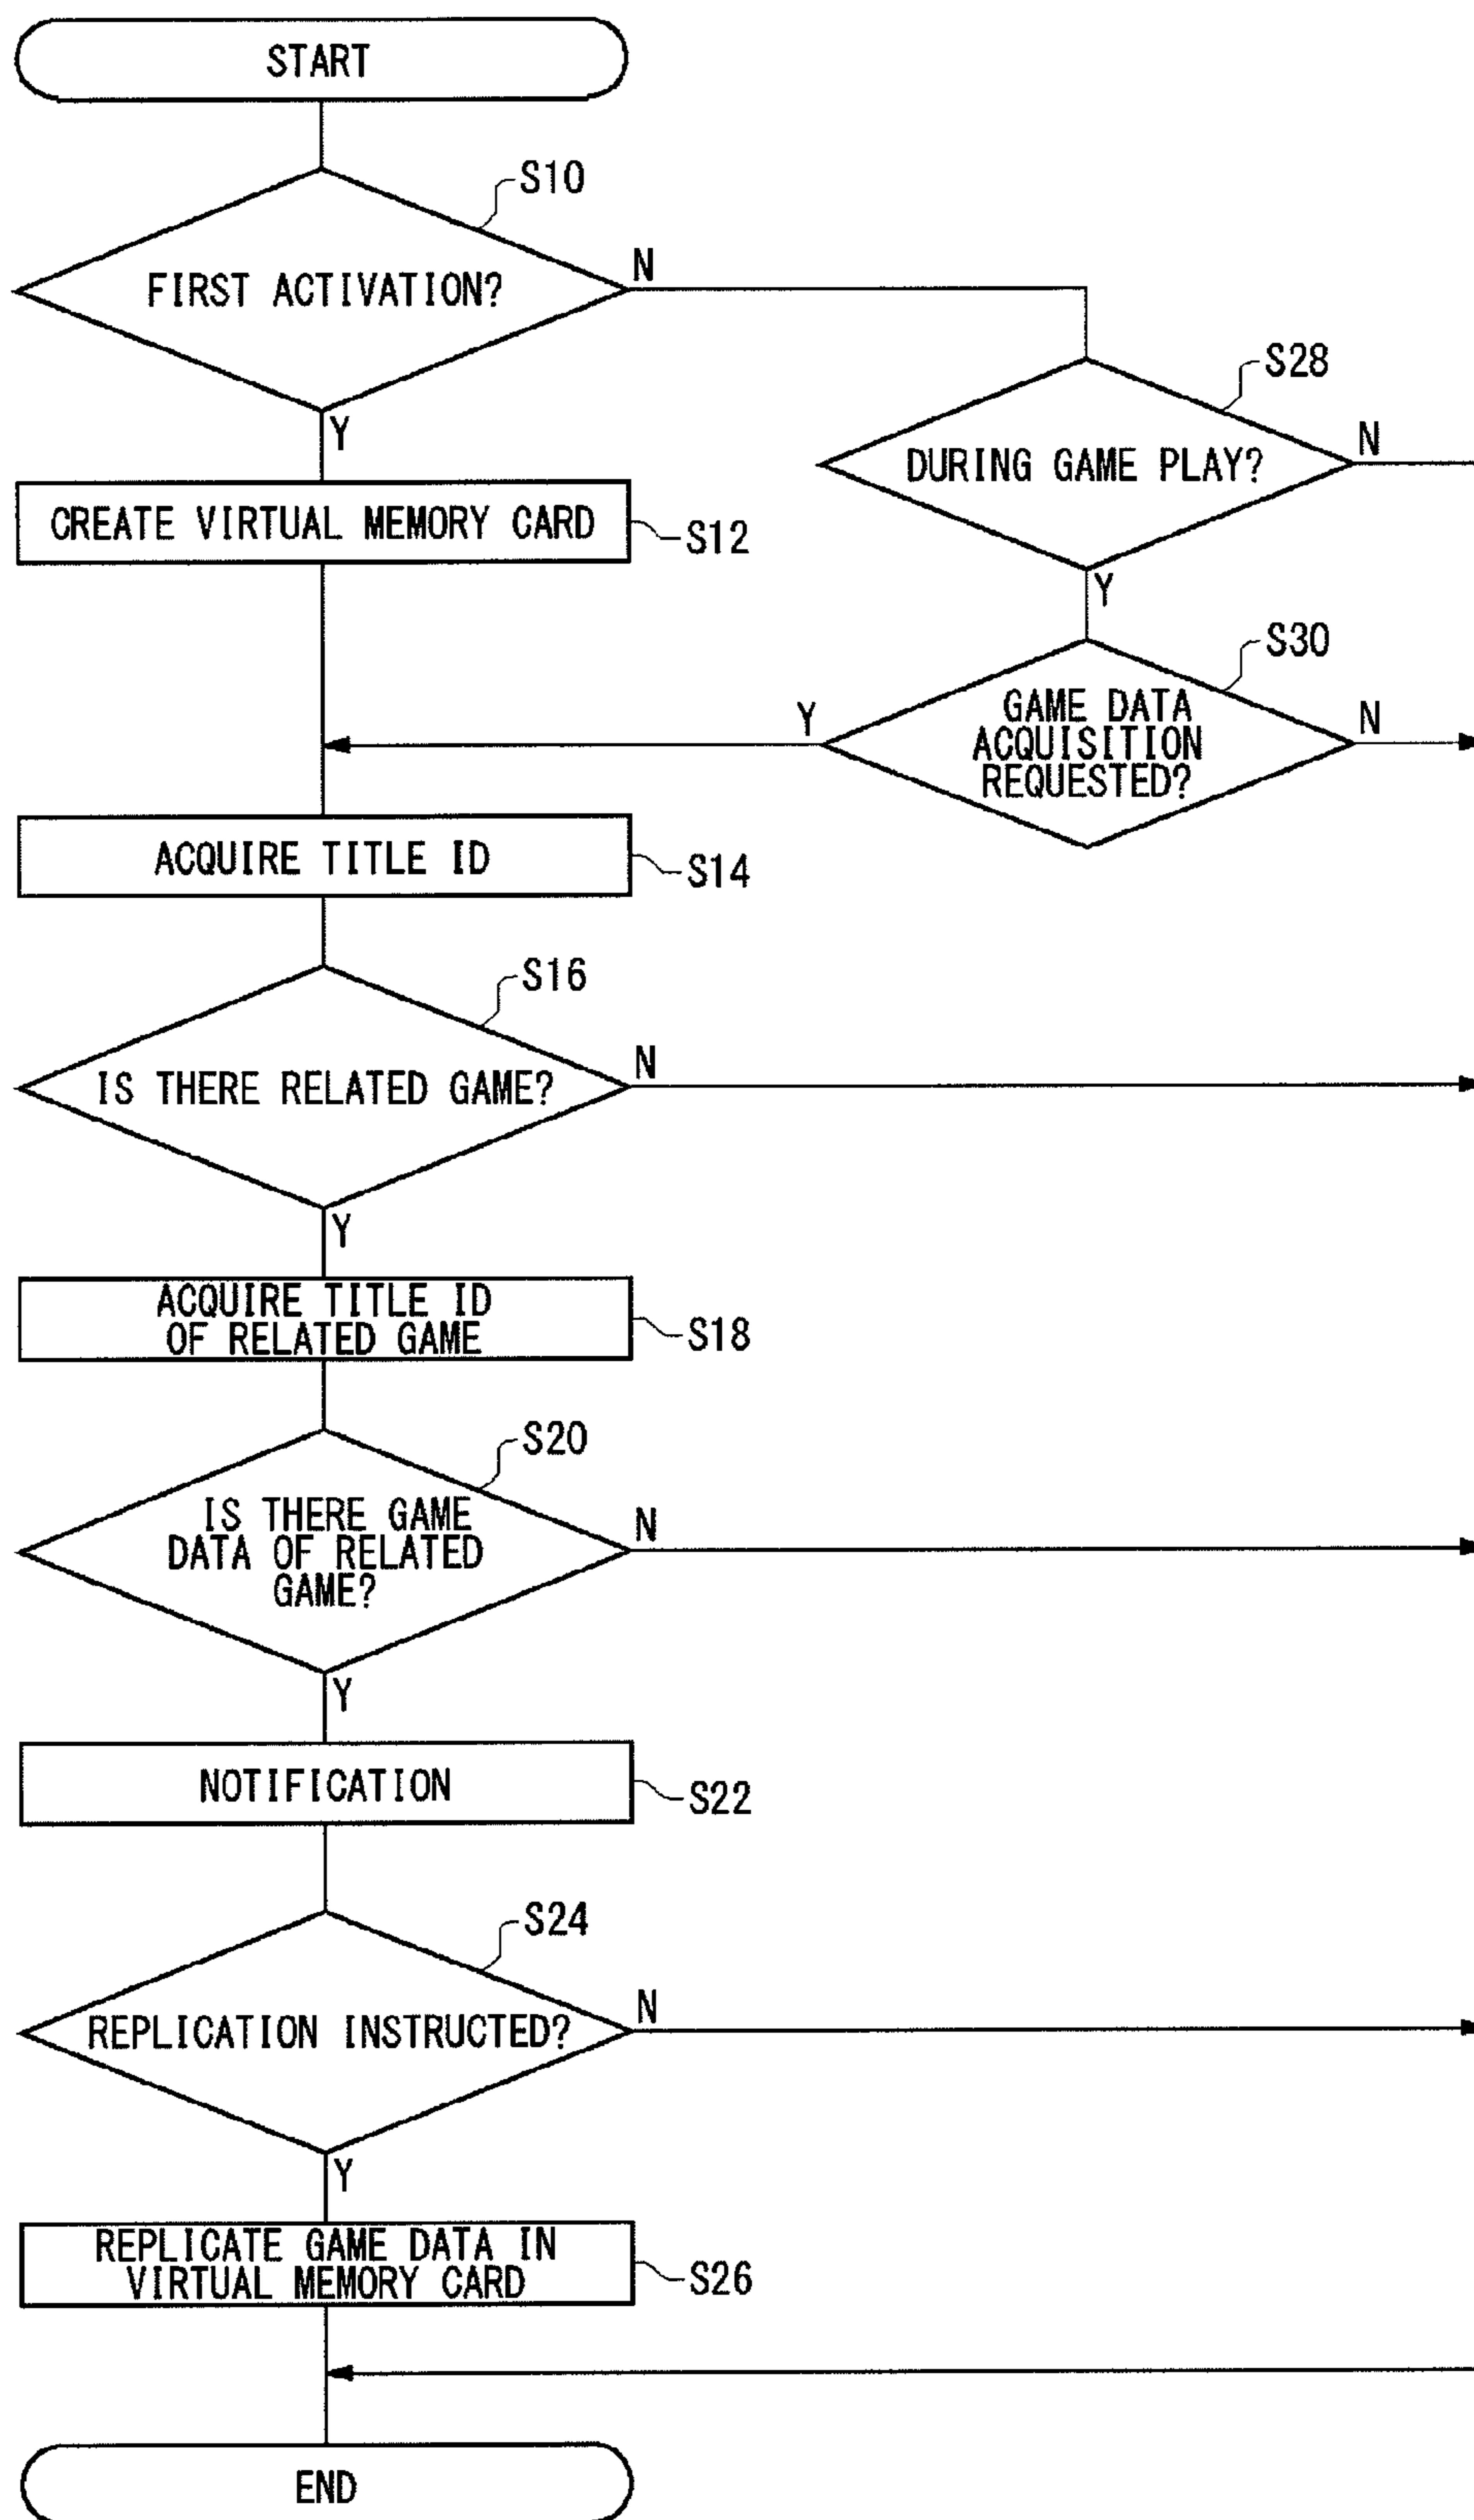 START
S10
FIRST ACTIVATION?
N
Y
S28
DURING GAME PLAY?
N
Y
CREATE VIRTUAL MEMORY CARD
S12
S30
GAME DATA
ACQUISITION
REQUESTED?
Y
N
ACQUIRE TITLE ID
S14
S16
IS THERE RELATED GAME?
N
Y
ACQUIRE TITLE ID
OF RELATED GAME
S18
S20
IS THERE GAME
DATA OF RELATED
GAME?
N
Y
NOTIFICATION
S22
S24
REPLICATION INSTRUCTED?
N
Y
REPLICATE GAME DATA IN
VIRTUAL MEMORY CARD
S26
END